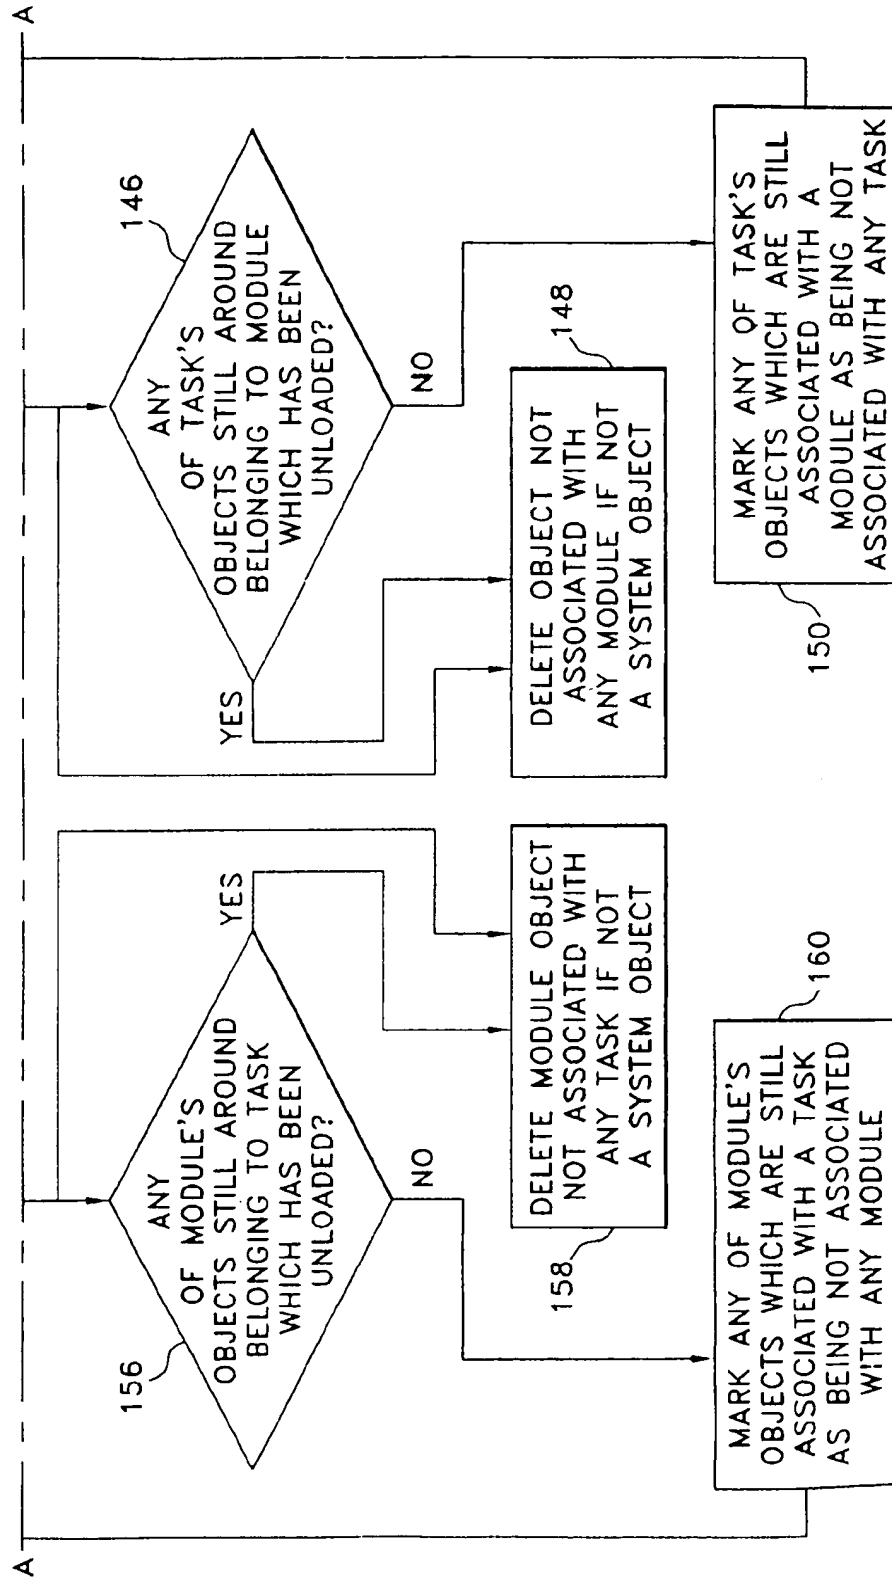 A
A
156
ANY
OF MODULE'S
OBJECTS STILL AROUND
BELONGING TO TASK
WHICH HAS BEEN
UNLOADED?
YES
NO
158
DELETE MODULE OBJECT
NOT ASSOCIATED WITH
ANY TASK IF NOT
A SYSTEM OBJECT
160
MARK ANY OF MODULE'S
OBJECTS WHICH ARE STILL
ASSOCIATED WITH A TASK
AS BEING NOT ASSOCIATED
WITH ANY MODULE
146
ANY
OF TASK'S
OBJECTS STILL AROUND
BELONGING TO MODULE
WHICH HAS BEEN
UNLOADED?
YES
NO
148
DELETE OBJECT NOT
ASSOCIATED WITH
ANY MODULE IF NOT
A SYSTEM OBJECT
150
MARK ANY OF TASK'S
OBJECTS WHICH ARE STILL
ASSOCIATED WITH A
MODULE AS BEING NOT
ASSOCIATED WITH ANY TASK